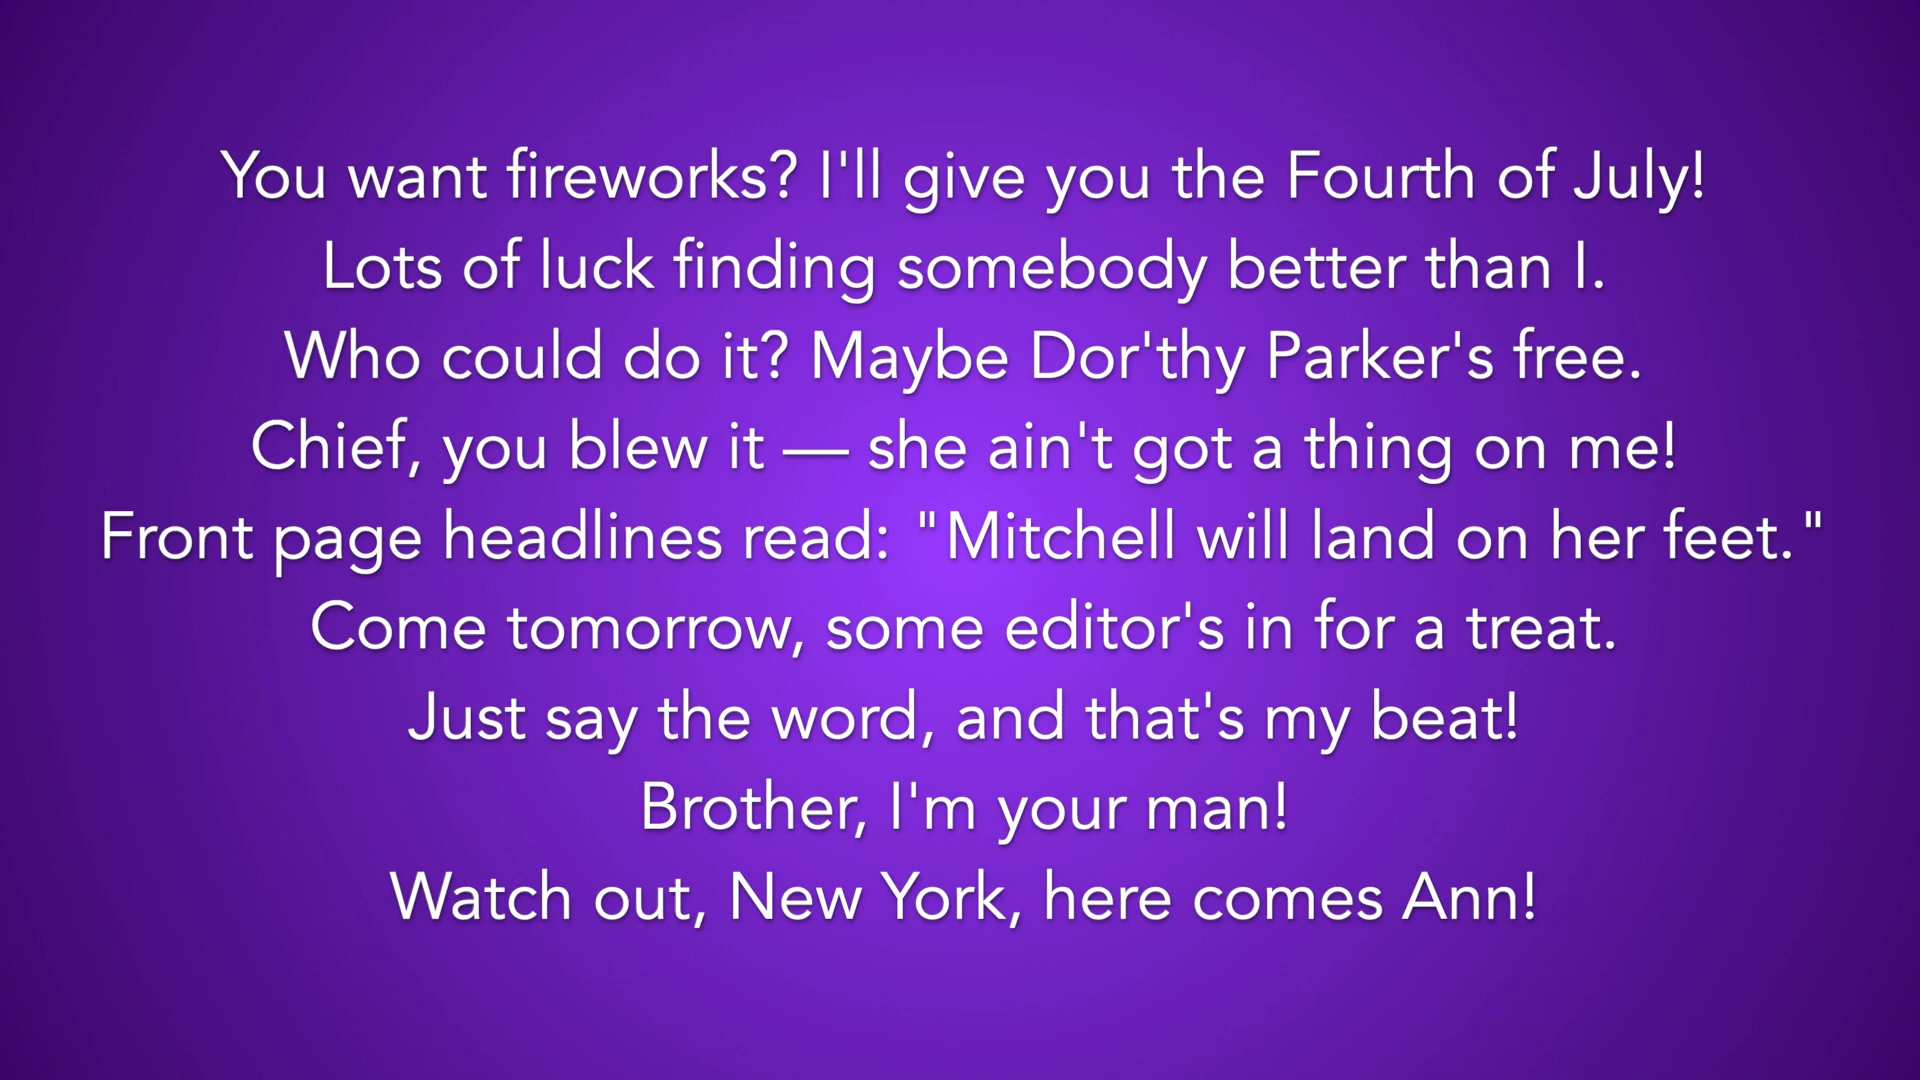 You want fireworks? I'll give you the Fourth of July!
Lots of luck finding somebody better than I.
Who could do it? Maybe Dor'thy Parker's free.
Chief, you blew it — she ain't got a thing on me!
Front page headlines read: "Mitchell will land on her feet."
Come tomorrow, some editor's in for a treat.
Just say the word, and that's my beat!
Brother, I'm your man!
Watch out, New York, here comes Ann!